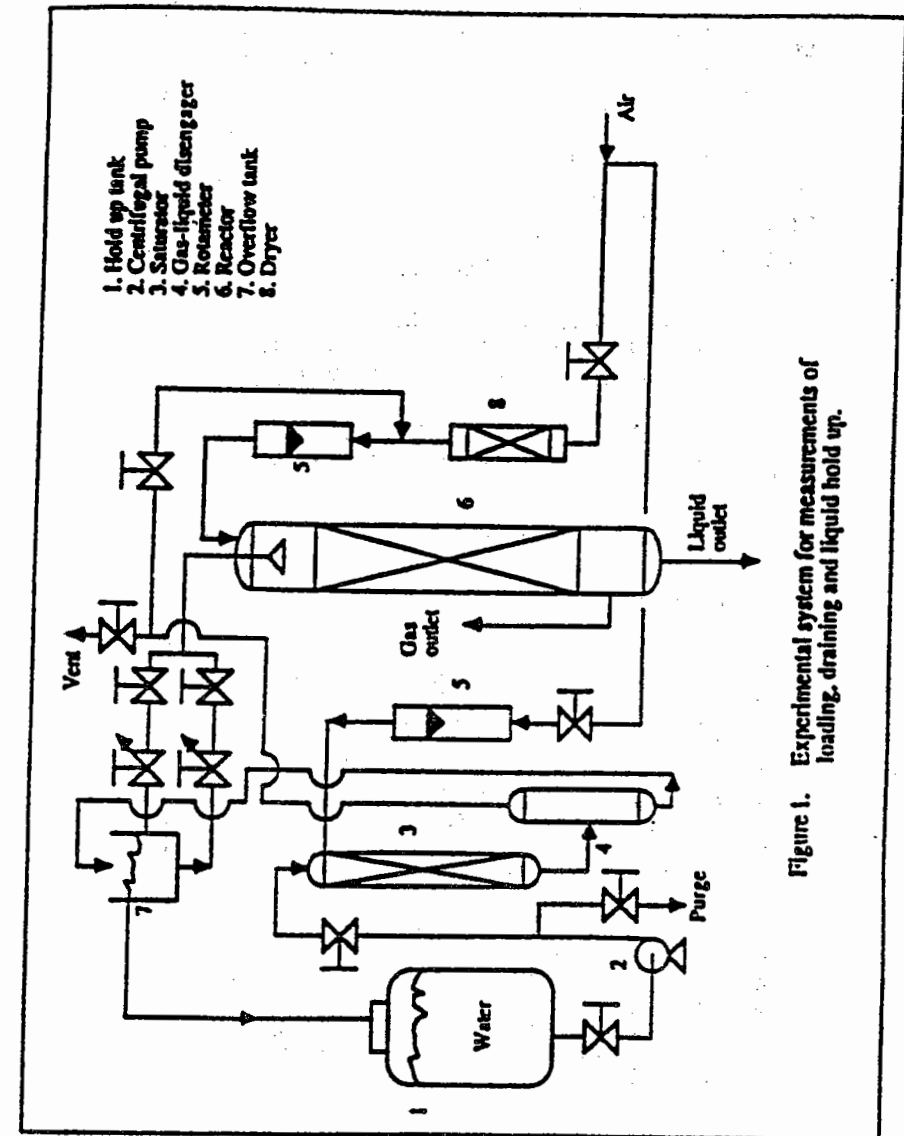 1. Hold up tank
2. Centrifugal pump
3. Saturator
4. Gas-liquid disengager
5. Rotameter
6. Reactor
7. Overflow tank
8. Dryer
Vent
Air
5
8
6
7
Gas
outlet
5
Liquid
outlet
3
4
Purge
2
Water
1
Figure 1. Experimental system for measurements of
loading, draining and liquid hold up.